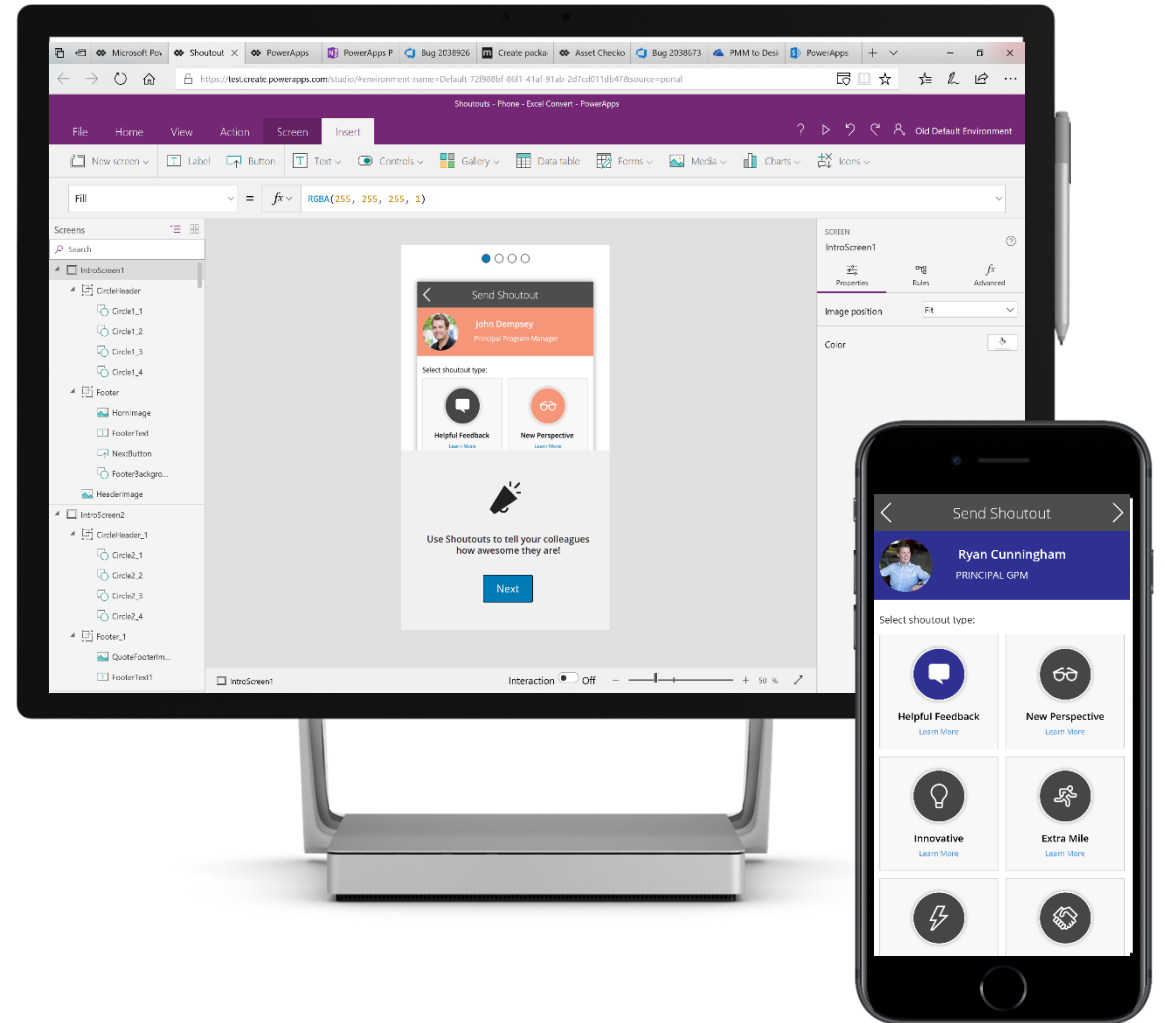 Microsoft Pow
Shoutout
PowerApps
PowerApps P
Bug 2038926
Create packa
Asset Checko
Bug 2038673
PMM to Desi
PowerApps
https://test.create.powerapps.com/studio/#environment-name=Default-72f988bf-86f1-41af-91ab-2d7cd011db47&source=portal
Shoutouts - Phone - Excel Convert - PowerApps
File Home View Action Screen Insert
? Old Default Environment
New screen Label Button Text Controls Gallery Data table Forms Media Charts Icons
Fill = fx RGBA(255, 255, 255, 1)
Screens
Search
IntroScreen1
CircleHeader
Circle1_1
Circle1_2
Circle1_3
Circle1_4
Footer
HornImage
FooterText
NextButton
FooterBackgro...
HeaderImage
IntroScreen2
CircleHeader_1
Circle2_1
Circle2_2
Circle2_3
Circle2_4
Footer_1
QuoteFooterIm...
FooterText1
Send Shoutout
John Dempsey
Principal Program Manager
Select shoutout type:
Helpful Feedback New Perspective
Learn More Learn More
Use Shoutouts to tell your colleagues
how awesome they are!
Next
IntroScreen1 Interaction Off − + 50 %
SCREEN
IntroScreen1
Properties Rules fx Advanced
Image position Fit
Color
Send Shoutout
Ryan Cunningham
PRINCIPAL GPM
Select shoutout type:
Helpful Feedback New Perspective
Learn More Learn More
Innovative Extra Mile
Learn More Learn More